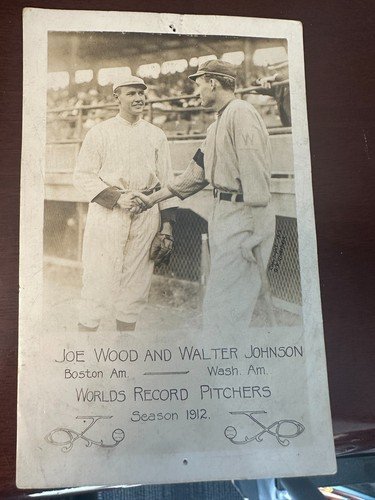 JOE WOOD AND WALTER JOHNSON
Boston Am. — Wash. Am.
WORLDS RECORD PITCHERS
Season 1912.